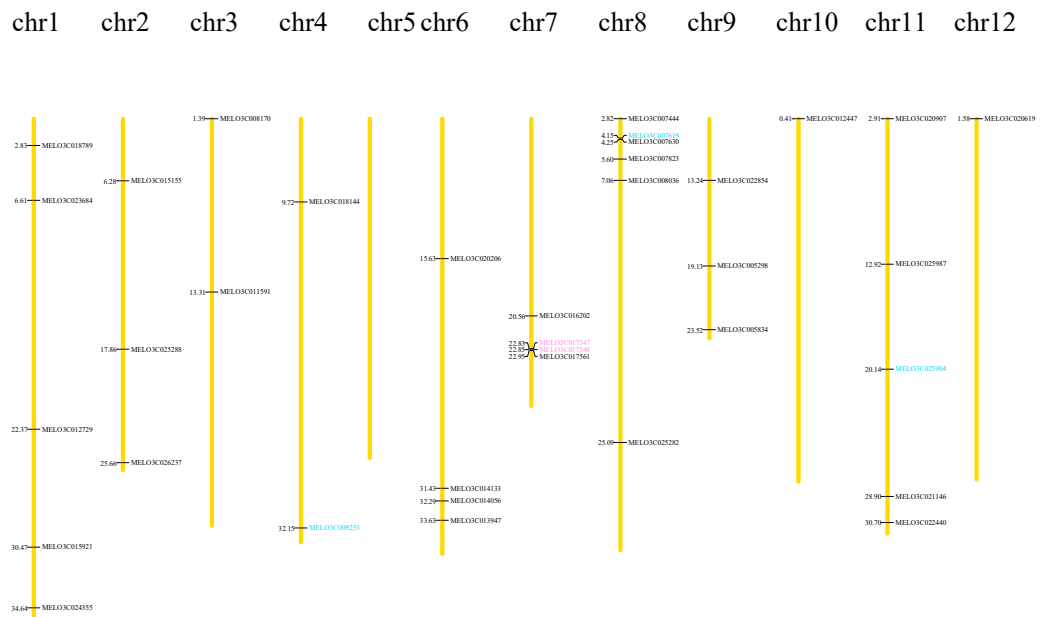 chr1 chr2 chr3 chr4 chr5 chr6 chr7 chr8 chr9 chr10 chr11 chr12
2.83 MELO3C018789
6.61 MELO3C023684
22.37 MELO3C012729
30.47 MELO3C015921
34.64 MELO3C024355
6.28 MELO3C015155
17.86 MELO3C025288
25.66 MELO3C026237
1.39 MELO3C008170
13.31 MELO3C011591
9.72 MELO3C018144
32.15 MELO3C009253
15.63 MELO3C020206
31.43 MELO3C014133
32.29 MELO3C014056
33.63 MELO3C013947
20.56 MELO3C016202
22.83 MELO3C017547
22.85 MELO3C017548
22.95 MELO3C017561
2.82 MELO3C007444
4.15 MELO3C007619
4.25 MELO3C007630
5.60 MELO3C007823
7.06 MELO3C008036
25.09 MELO3C025282
13.24 MELO3C022854
19.13 MELO3C005298
23.52 MELO3C005834
0.41 MELO3C012447
2.91 MELO3C020907
12.92 MELO3C025987
20.14 MELO3C025904
28.90 MELO3C021146
30.70 MELO3C022440
1.58 MELO3C020619